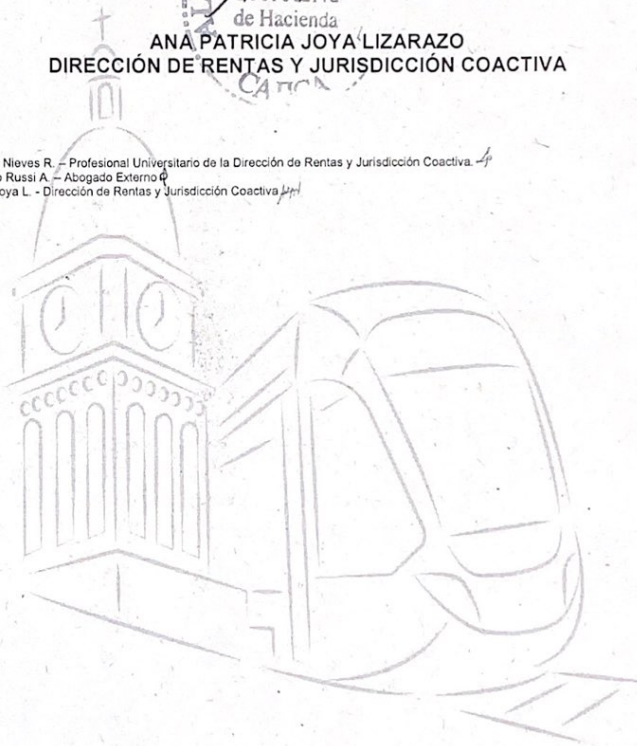 de Hacienda
ANA PATRICIA JOYA LIZARAZO
DIRECCIÓN DE RENTAS Y JURISDICCIÓN COACTIVA
Nieves R. – Profesional Universitario de la Dirección de Rentas y Jurisdicción Coactiva.
Russi A. – Abogado Externo
oya L. - Dirección de Rentas y Jurisdicción Coactiva